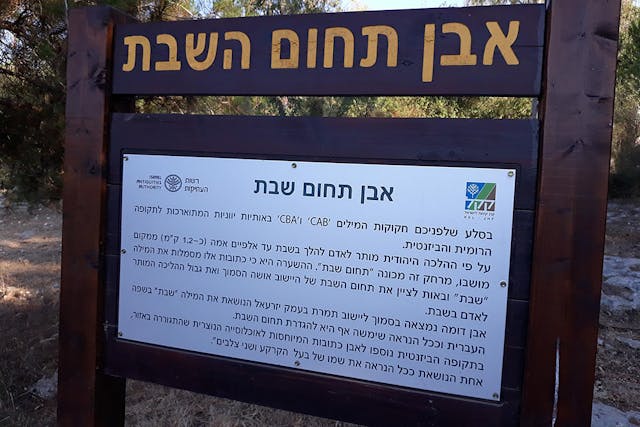 אבן תחום השבת
ISRAEL
ANTIQUITIES
AUTHORITY
רשות
העתיקות
אבן תחום שבת
בסלע שלפניכם חקוקות המילים 'CAB' ו'CBA' באותיות יווניות המתוארכות לתקופה
הרומית והביזנטית.
על פי ההלכה היהודית מותר לאדם להלך בשבת עד אלפיים אמה (כ-1,2 ק"מ) ממקום
מושבו, מרחק זה מכונה "תחום שבת". ההשערה היא כי כתובות אלו מסמלות את המילה
"שבת" ובאות לציין את תחום השבת של היישוב אושה הסמוך ואת גבול ההליכה המותר
לאדם בשבת.
אבן דומה נמצאה בסמוך ליישוב תמרת בעמק יזרעאל הנושאת את המילה "שבת" בשפה
העברית וככל הנראה שימשה אף היא להגדרת תחום השבת.
בתקופה הביזנטית נוספו לאבן כתובות המיוחסות לאוכלוסייה הנוצרית שהתגוררה באזור,
אחת הנושאת ככל הנראה את שמו של בעל הקרקע ושני צלבים".